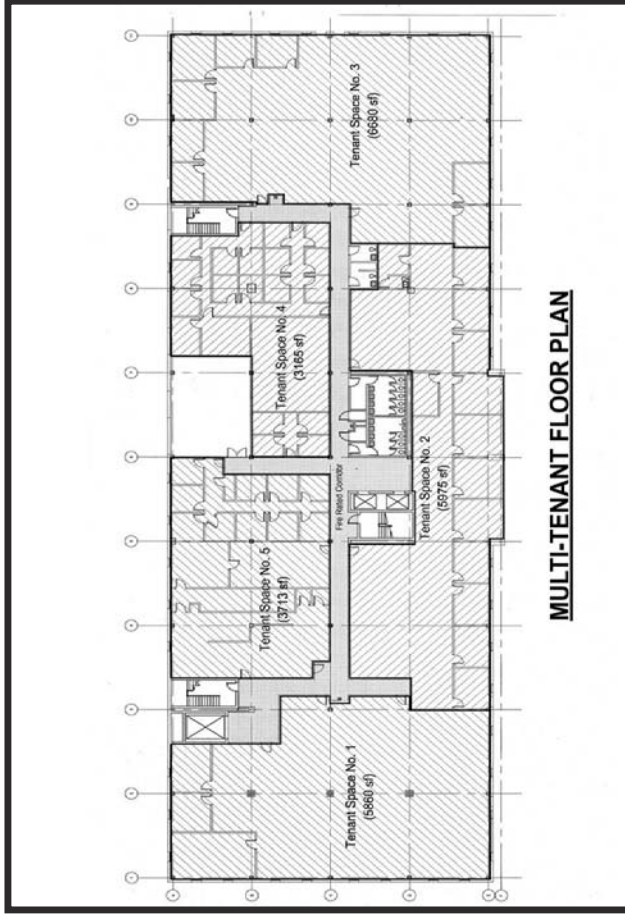 Tenant Space No. 3
(6680 sf)
Tenant Space No. 4
(3165 sf)
Tenant Space No. 2
(5975 sf)
Fire Rated Corridor
Tenant Space No. 5
(3713 sf)
Tenant Space No. 1
(5860 sf)
MULTI-TENANT FLOOR PLAN